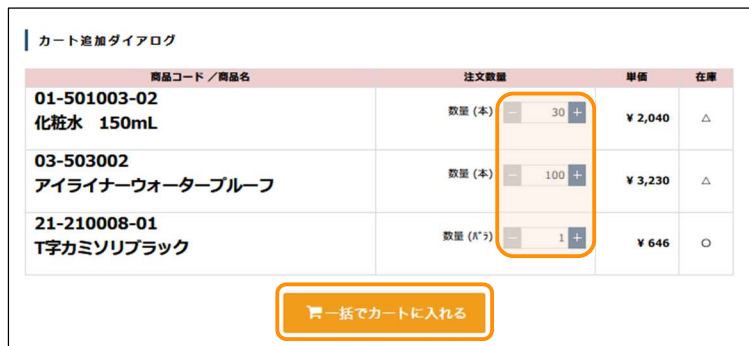 カート追加ダイアログ
商品コード ／商品名 注文数量 単価 在庫
01-501003-02
化粧水　150mL
数量 (本) － 30 + ¥ 2,040 △
03-503002
アイライナーウォータープルーフ
数量 (本) － 100 + ¥ 3,230 △
21-210008-01
T字カミソリブラック
数量 (ﾊﾞﾗ) － 1 + ¥ 646 ○
一括でカートに入れる